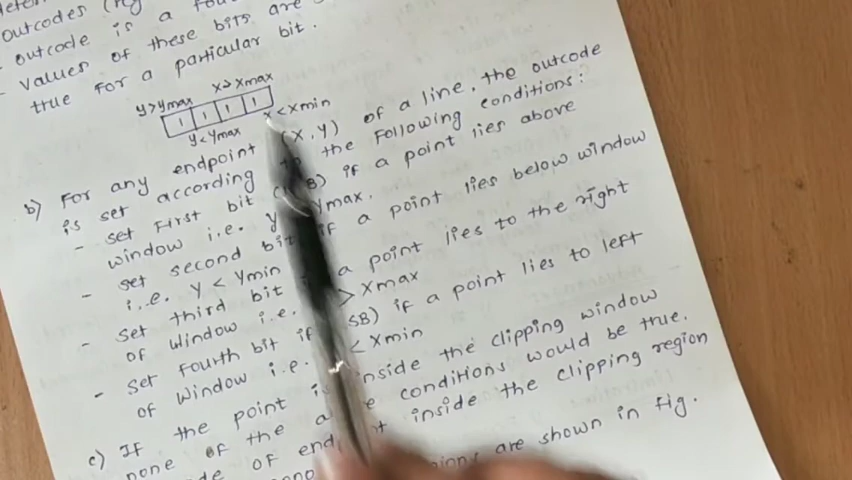 outcodes
- outcode is a
- values of these bits are
true for a particular bit.
y>ymax x>xmax
1 1 1 1
y<ymax x<xmin
b) For any endpoint (x,y) of a line, the outcode
is set according to the following conditions:
- set First bit if a point lies above
window i.e. ymax.
- set second bit if a point lies below window
i.e. y < ymin
- set third bit a point lies to the right
of window i.e. > xmax
- set fourth bit if a point lies to left
of window i.e. < xmin
c) If the point is inside the clipping window
none of the conditions would be true.
of inside the clipping region
are shown in fig.